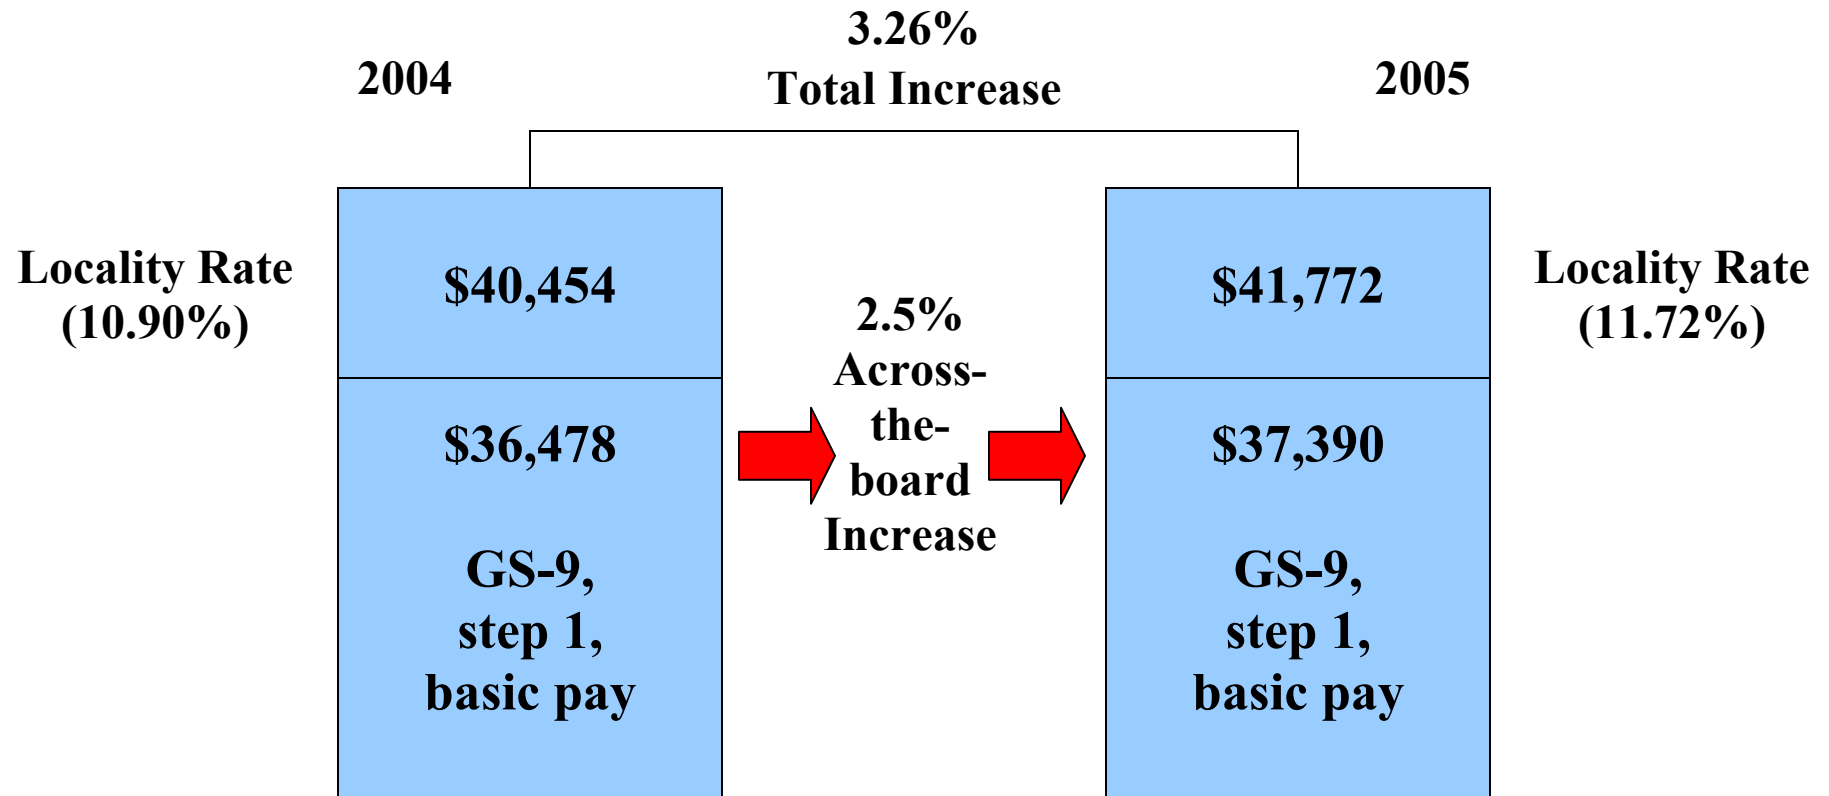 3.26%
Total Increase
2004
2005
Locality Rate
(10.90%)
$40,454
$36,478
GS-9,
step 1,
basic pay
2.5%
Across-
the-
board
Increase
$41,772
$37,390
GS-9,
step 1,
basic pay
Locality Rate
(11.72%)